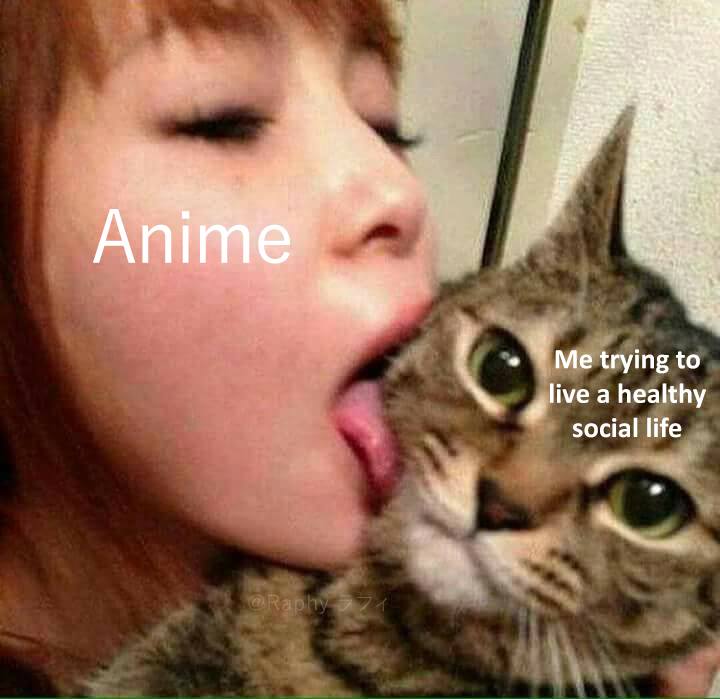 Anime
Me trying to
live a healthy
social life
@Raphy ラフィ